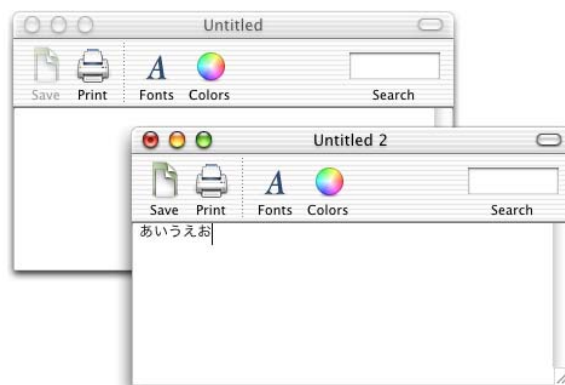 Untitled
Save Print Fonts Colors Search
Untitled 2
Save Print Fonts Colors Search
あいうえお